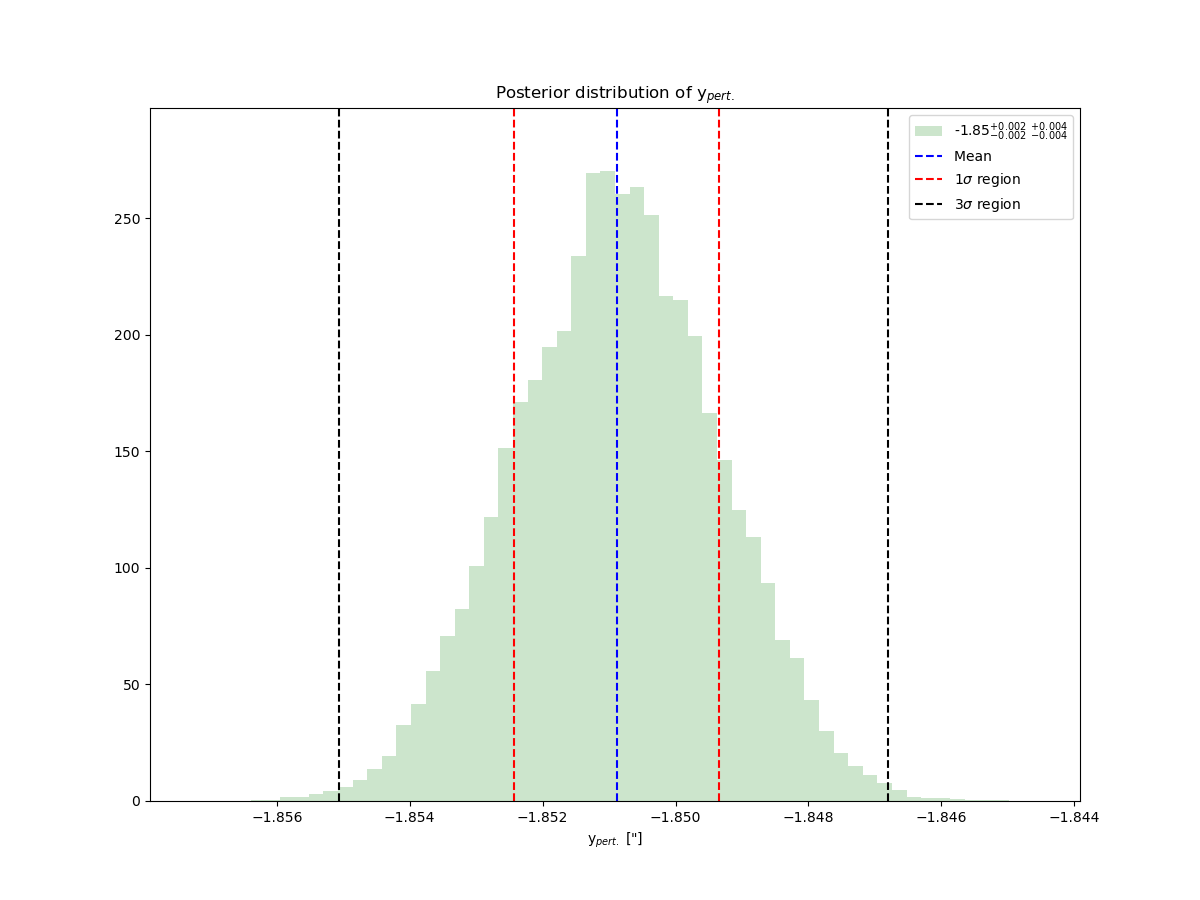 Posterior distribution of y_pert.
-1.85^{+0.002}_{−0.002} ^{+0.004}_{−0.004}
Mean
1σ region
3σ region
250
200
150
100
50
0
−1.856 −1.854 −1.852 −1.850 −1.848 −1.846 −1.844
y_pert. ["]